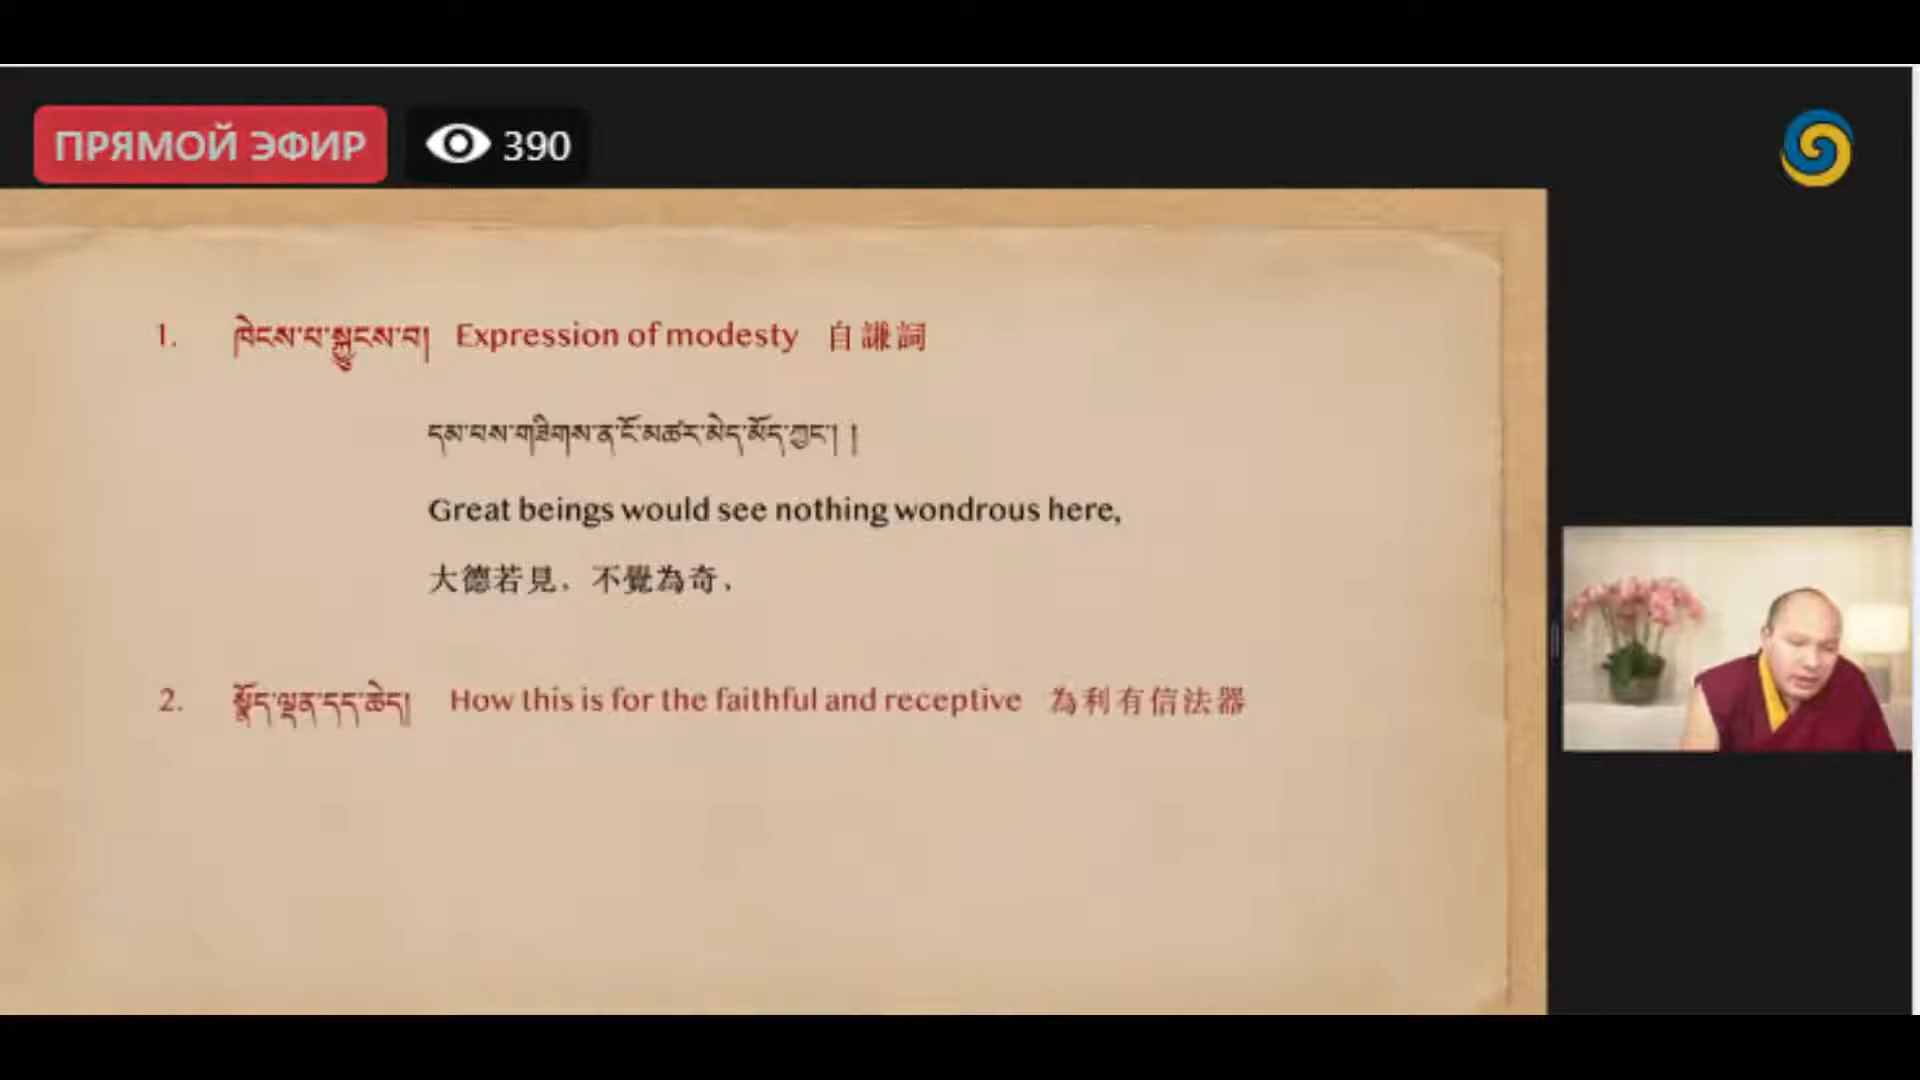 ПРЯМОЙ ЭФИР 390
1. ཁེངས་པ་སྐྱུངས་བ། Expression of modesty 自謙詞
དམ་པས་གཟིགས་ན་ངོ་མཚར་མེད་མོད་ཀྱང་། །
Great beings would see nothing wondrous here,
大德若見，不覺為奇，
2. སྣོད་ལྡན་དད་ཆེད། How this is for the faithful and receptive 為利有信法器